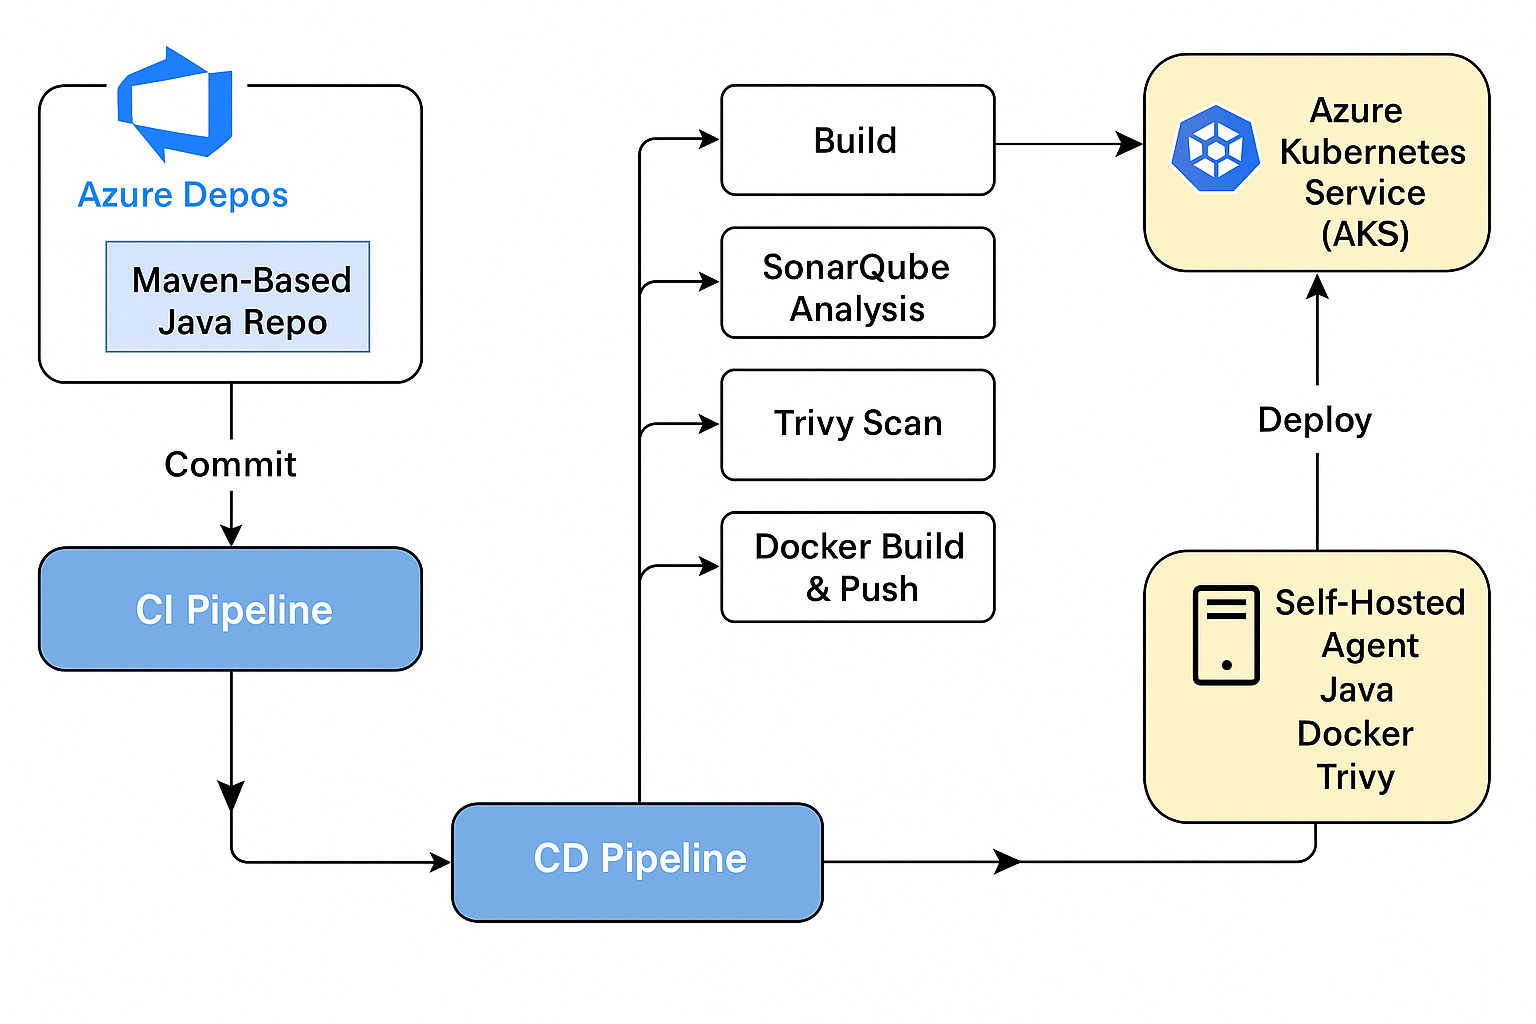 Azure Depos
Maven-Based
Java Repo
Commit
CI Pipeline
CD Pipeline
Build
SonarQube
Analysis
Trivy Scan
Docker Build
& Push
Azure
Kubernetes
Service
(AKS)
Deploy
Self-Hosted
Agent
Java
Docker
Trivy